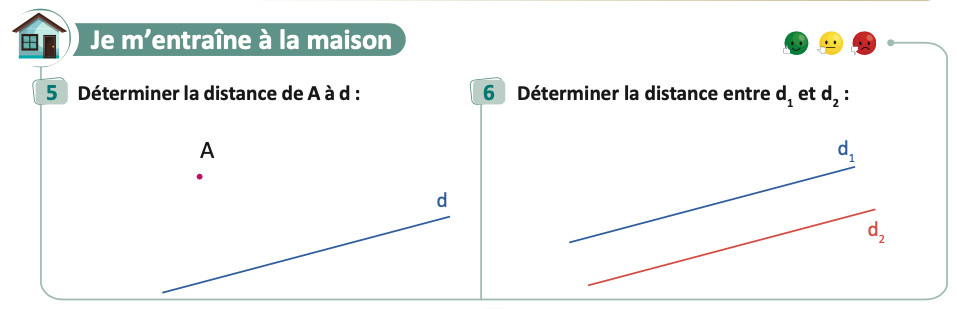 Je m’entraîne à la maison
5 Déterminer la distance de A à d :
A
d
6 Déterminer la distance entre d₁ et d₂ :
d₁
d₂